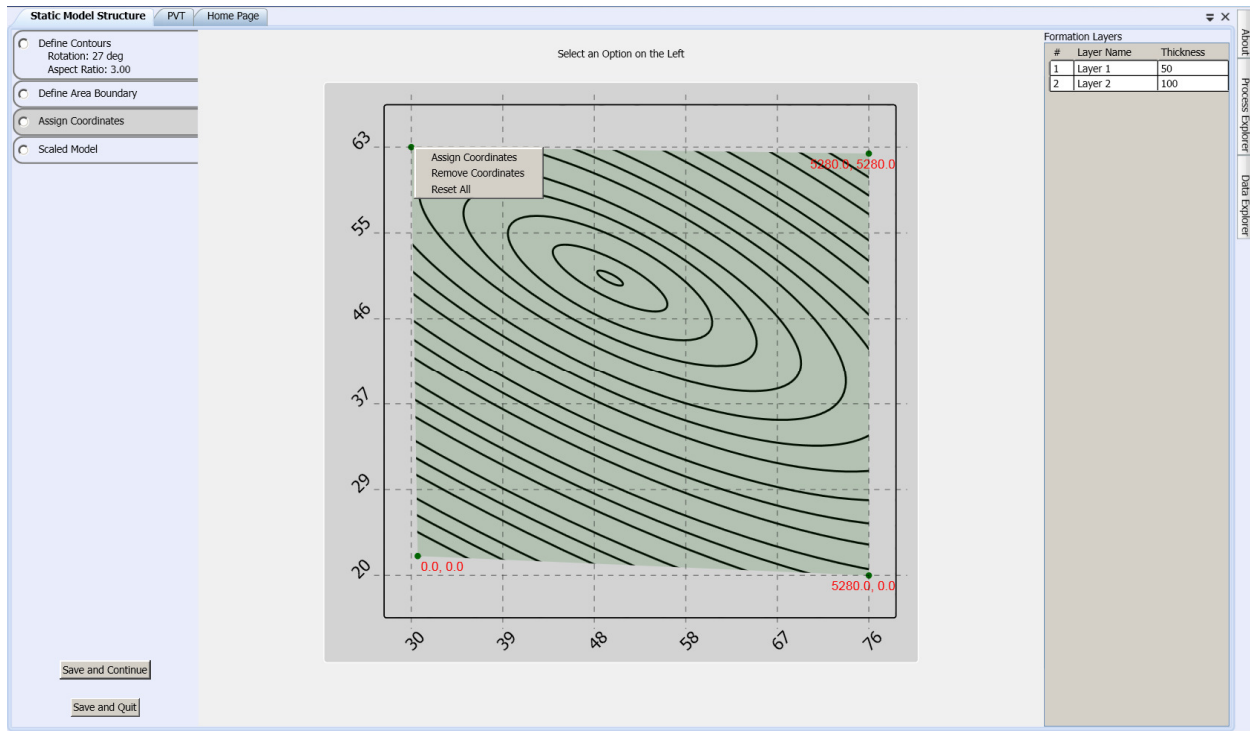 Static Model Structure PVT Home Page
Define Contours
Rotation: 27 deg
Aspect Ratio: 3.00
Define Area Boundary
Assign Coordinates
Scaled Model
Save and Continue
Save and Quit
Select an Option on the Left
63
55
46
37
29
20
30 39 48 58 67 76
Assign Coordinates
Remove Coordinates
Reset All
5280.0, 5280.0
0.0, 0.0
5280.0, 0.0
Formation Layers
# Layer Name Thickness
1 Layer 1 50
2 Layer 2 100
About
Process Explorer
Data Explorer